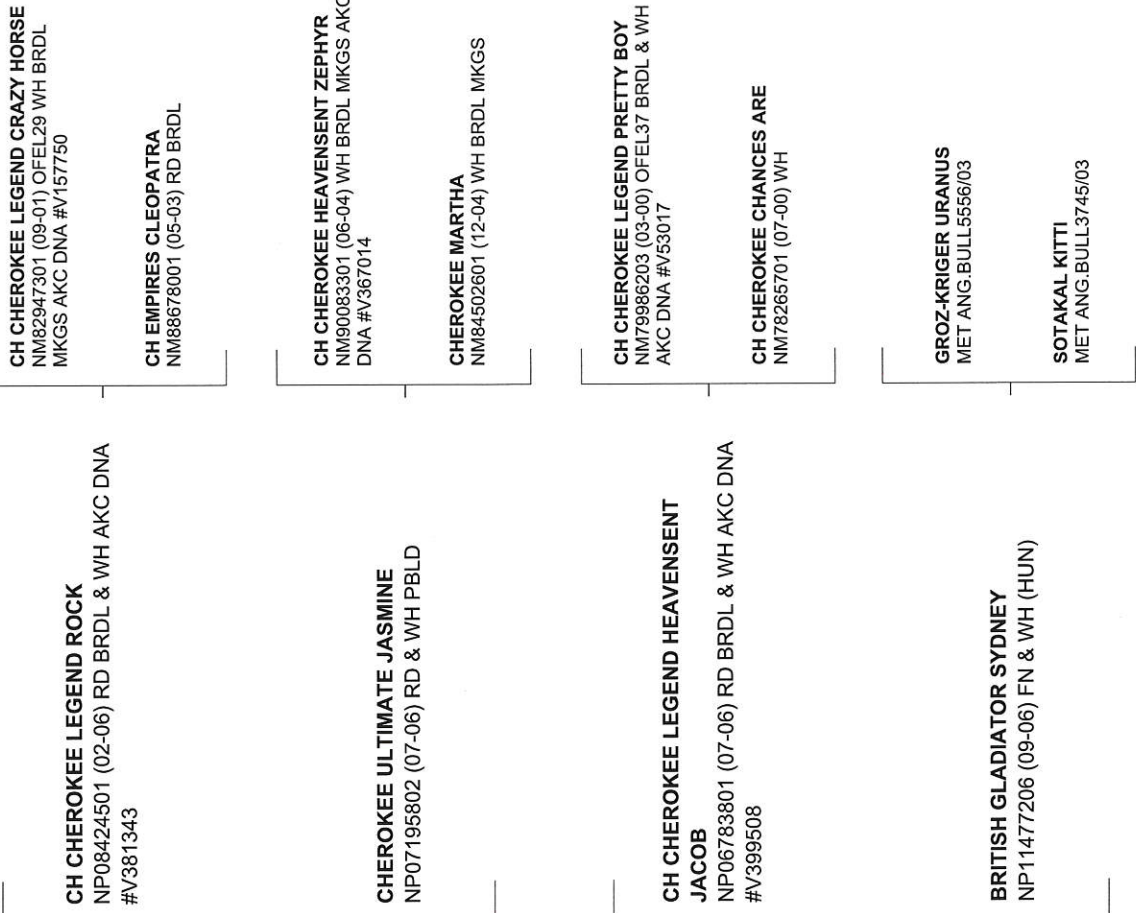 CH CHEROKEE LEGEND ROCK
NP08424501 (02-06) RD BRDL & WH AKC DNA
#V381343
CHEROKEE ULTIMATE JASMINE
NP07195802 (07-06) RD & WH PBLD
CH CHEROKEE LEGEND HEAVENSENT
JACOB
NP06783801 (07-06) RD BRDL & WH AKC DNA
#V399508
BRITISH GLADIATOR SYDNEY
NP11477206 (09-06) FN & WH (HUN)
CH CHEROKEE LEGEND CRAZY HORSE
NM82947301 (09-01) OFEL29 WH BRDL
MKGS AKC DNA #V157750
CH EMPIRES CLEOPATRA
NM88678001 (05-03) RD BRDL
CH CHEROKEE HEAVENSENT ZEPHYR
NM90083301 (06-04) WH BRDL MKGS AKC
DNA #V367014
CHEROKEE MARTHA
NM84502601 (12-04) WH BRDL MKGS
CH CHEROKEE LEGEND PRETTY BOY
NM79986203 (03-00) OFEL37 BRDL & WH
AKC DNA #V53017
CH CHEROKEE CHANCES ARE
NM78265701 (07-00) WH
GROZ-KRIGER URANUS
MET ANG.BULL5556/03
SOTAKAL KITTI
MET ANG.BULL3745/03